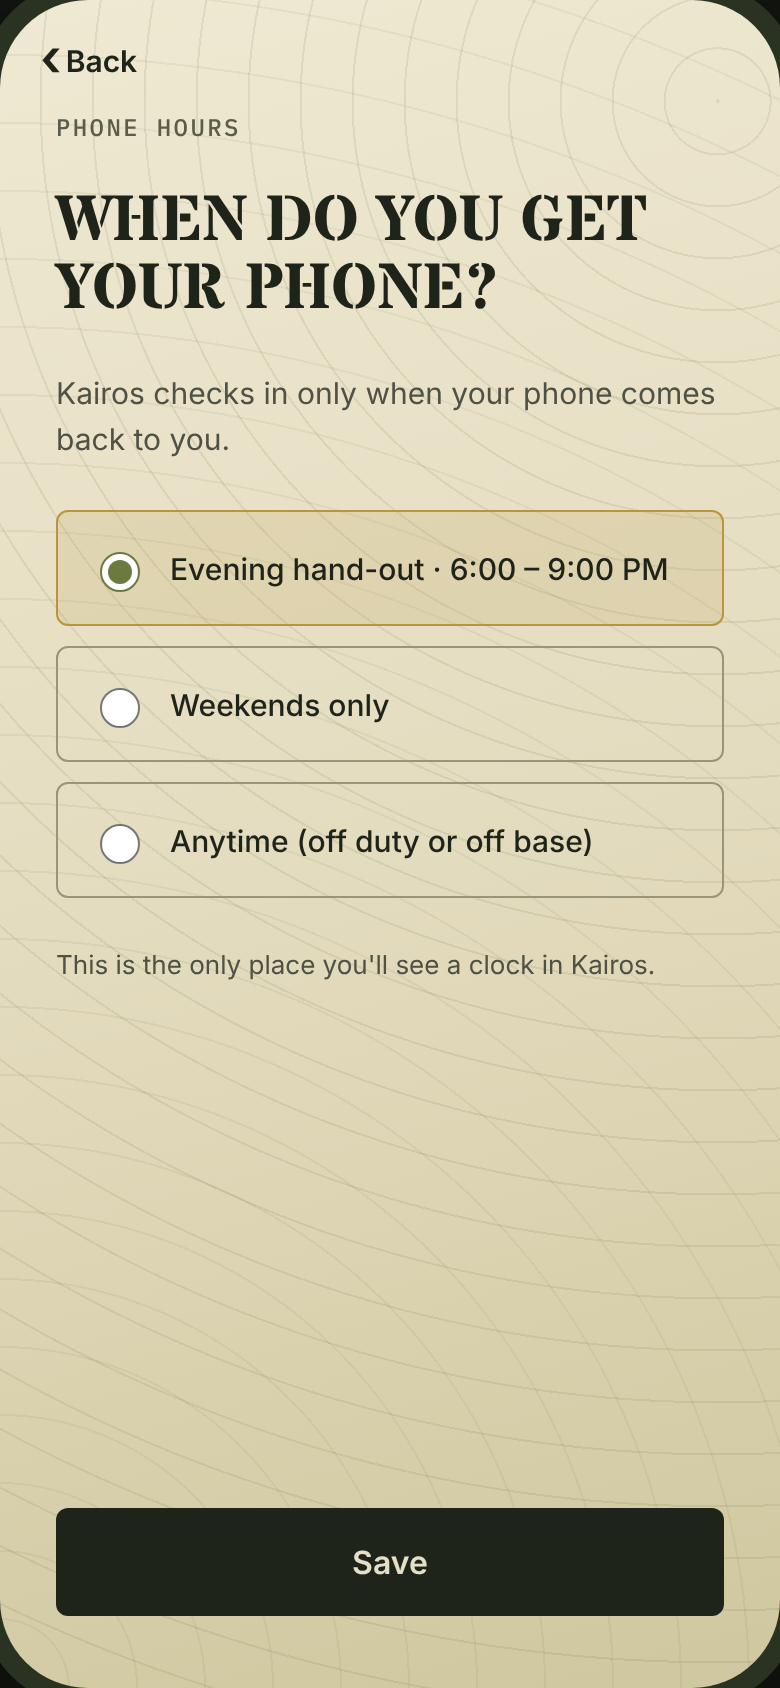 Back
PHONE HOURS
WHEN DO YOU GET
YOUR PHONE?
Kairos checks in only when your phone comes
back to you.
Evening hand-out · 6:00 – 9:00 PM
Weekends only
Anytime (off duty or off base)
This is the only place you'll see a clock in Kairos.
Save